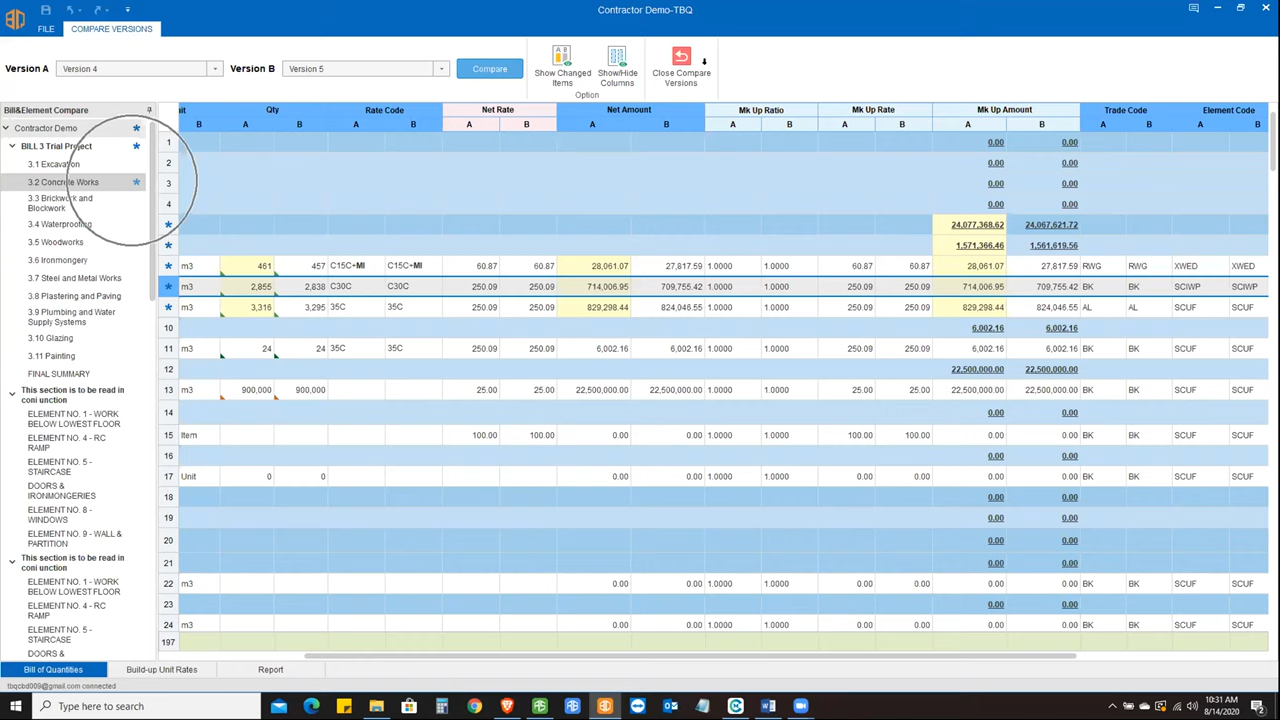 Contractor Demo-TBQ
FILE COMPARE VERSIONS
Version A Version 4 Version B Version 5 Compare
Show Changed Items
Show/Hide Columns
Close Compare Versions
Option
Bill&Element Compare
Contractor Demo *
BILL 3 Trial Project *
3.1 Excavation
3.2 Concrete Works *
3.3 Brickwork and
Blockwork
3.4 Waterproofing
3.5 Woodworks
3.6 Ironmongery
3.7 Steel and Metal Works
3.8 Plastering and Paving
3.9 Plumbing and Water
Supply Systems
3.10 Glazing
3.11 Painting
FINAL SUMMARY
This section is to be read in
conj unction
ELEMENT NO. 1 - WORK
BELOW LOWEST FLOOR
ELEMENT NO. 4 - RC
RAMP
ELEMENT NO. 5 -
STAIRCASE
DOORS &
IRONMONGERIES
ELEMENT NO. 8 -
WINDOWS
ELEMENT NO. 9 - WALL &
PARTITION
This section is to be read in
conj unction
ELEMENT NO. 1 - WORK
BELOW LOWEST FLOOR
ELEMENT NO. 4 - RC
RAMP
ELEMENT NO. 5 -
STAIRCASE
DOORS &
Qty Rate Code Net Rate Net Amount Mk Up Ratio Mk Up Rate Mk Up Amount Trade Code Element Code
B A B A B A B A B A B A B A B A B A B
1 0.00 0.00
2 0.00 0.00
3 0.00 0.00
4 0.00 0.00
* 24,077,368.62 24,067,621.72
* 1,571,366.46 1,561,619.56
* m3 461 457 C15C+MI C15C+MI 60.87 60.87 28,061.07 27,817.59 1.0000 1.0000 60.87 60.87 28,061.07 27,817.59 RWG RWG XWED XWED
* m3 2,855 2,838 C30C C30C 250.09 250.09 714,006.95 709,755.42 1.0000 1.0000 250.09 250.09 714,006.95 709,755.42 BK BK SCIWP SCIWP
* m3 3,316 3,295 35C 35C 250.09 250.09 829,298.44 824,046.55 1.0000 1.0000 250.09 250.09 829,298.44 824,046.55 AL AL SCUF SCUF
10 6,002.16 6,002.16
11 m3 24 24 35C 35C 250.09 250.09 6,002.16 6,002.16 1.0000 1.0000 250.09 250.09 6,002.16 6,002.16 BK BK SCUF SCUF
12 22,500,000.00 22,500,000.00
13 m3 900,000 900,000 25.00 25.00 22,500,000.00 22,500,000.00 1.0000 1.0000 25.00 25.00 22,500,000.00 22,500,000.00 BK BK SCUF SCUF
14 0.00 0.00
15 Item 100.00 100.00 0.00 0.00 1.0000 1.0000 100.00 100.00 0.00 0.00 BK BK SCUF SCUF
16 0.00 0.00
17 Unit 0 0 0.00 0.00 1.0000 1.0000 0.00 0.00 0.00 0.00 BK BK SCUF SCUF
18 0.00 0.00
19 0.00 0.00
20 0.00 0.00
21 0.00 0.00
22 m3 0.00 0.00 1.0000 1.0000 0.00 0.00 0.00 0.00 BK BK SCUF SCUF
23 0.00 0.00
24 m3 0.00 0.00 1.0000 1.0000 0.00 0.00 0.00 0.00 BK BK SCUF SCUF
197
Bill of Quantities Build-up Unit Rates Report
tbqcbd009@gmail.com connected
Type here to search
10:31 AM
8/14/2020
2